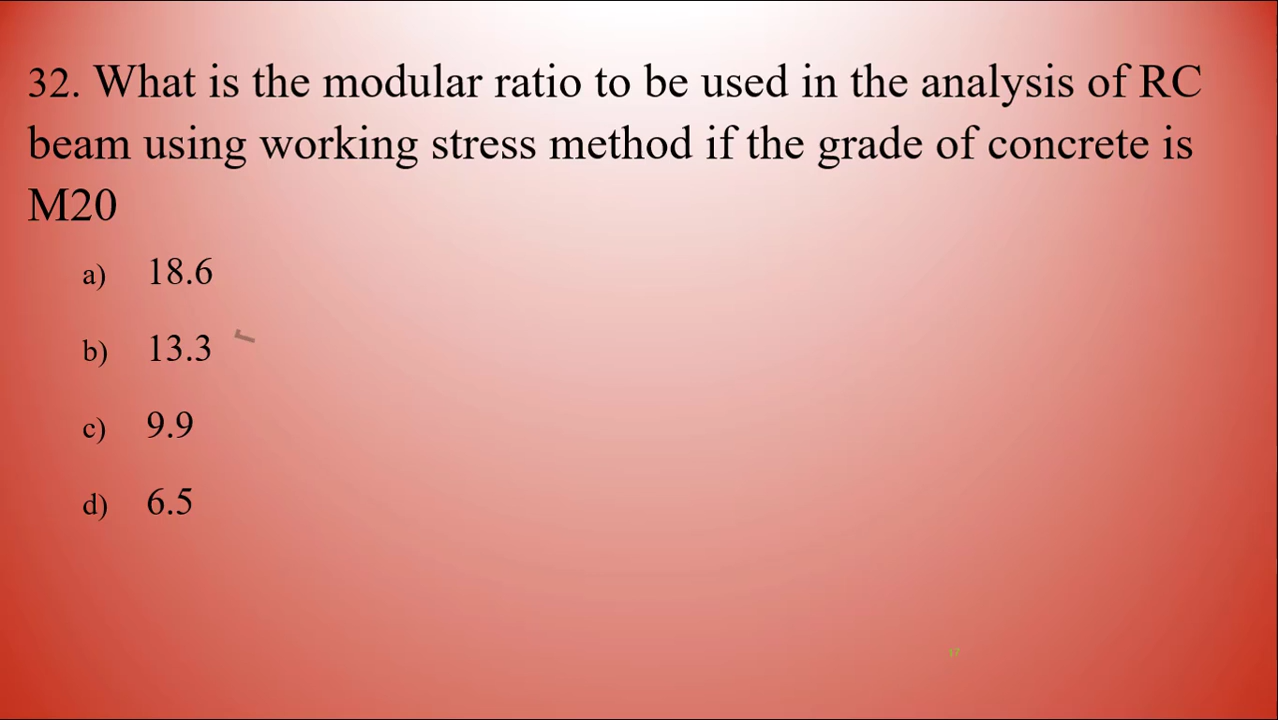 32. What is the modular ratio to be used in the analysis of RC
beam using working stress method if the grade of concrete is
M20
a) 18.6
b) 13.3
c) 9.9
d) 6.5
17